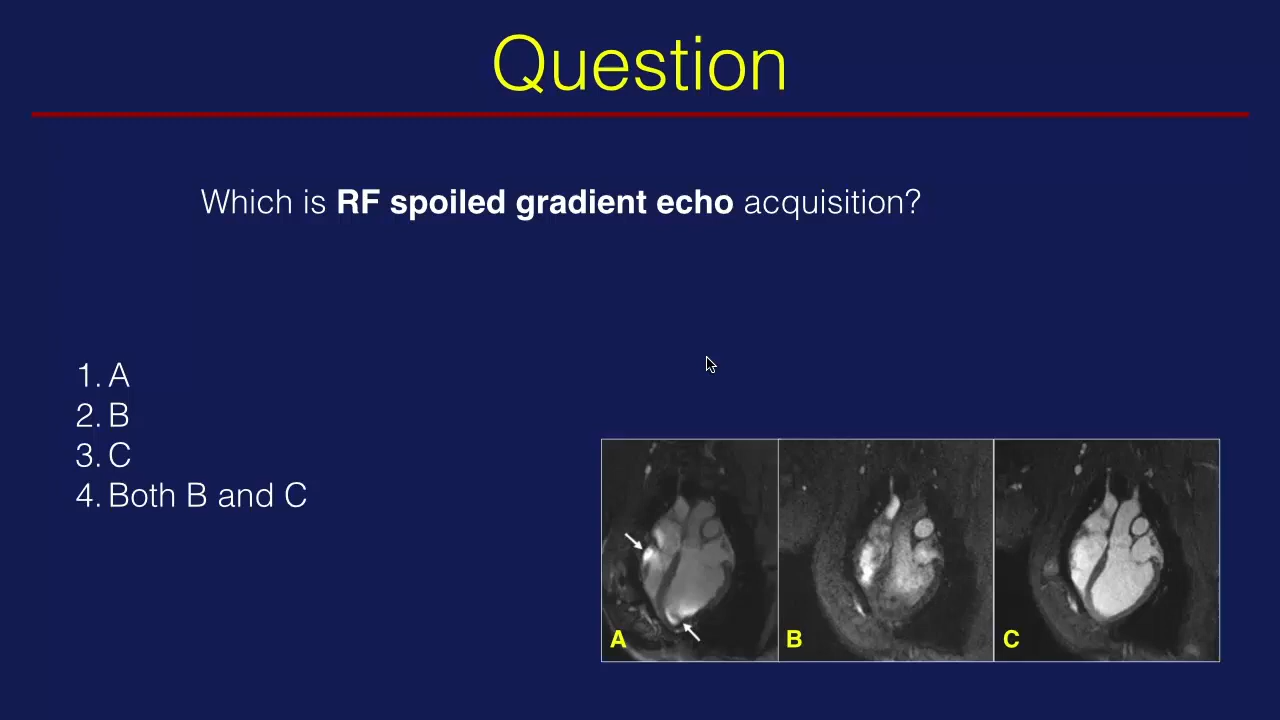 Question
Which is RF spoiled gradient echo acquisition?
1. A
2. B
3. C
4. Both B and C
A
B
C